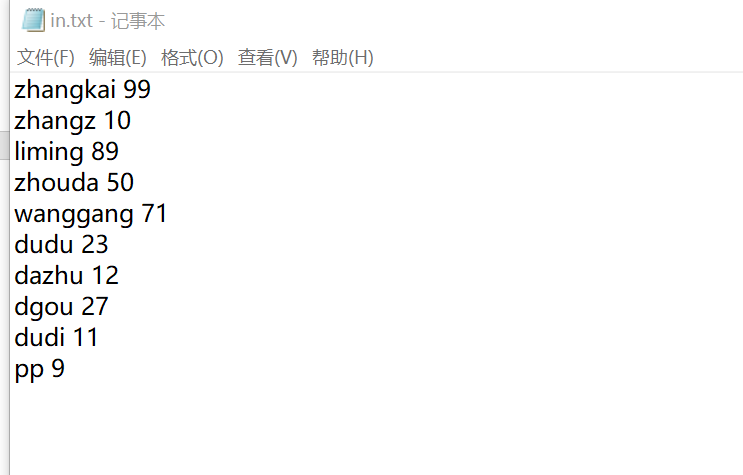 in.txt - 记事本
文件(F) 编辑(E) 格式(O) 查看(V) 帮助(H)
zhangkai 99
zhangz 10
liming 89
zhouda 50
wanggang 71
dudu 23
dazhu 12
dgou 27
dudi 11
pp 9